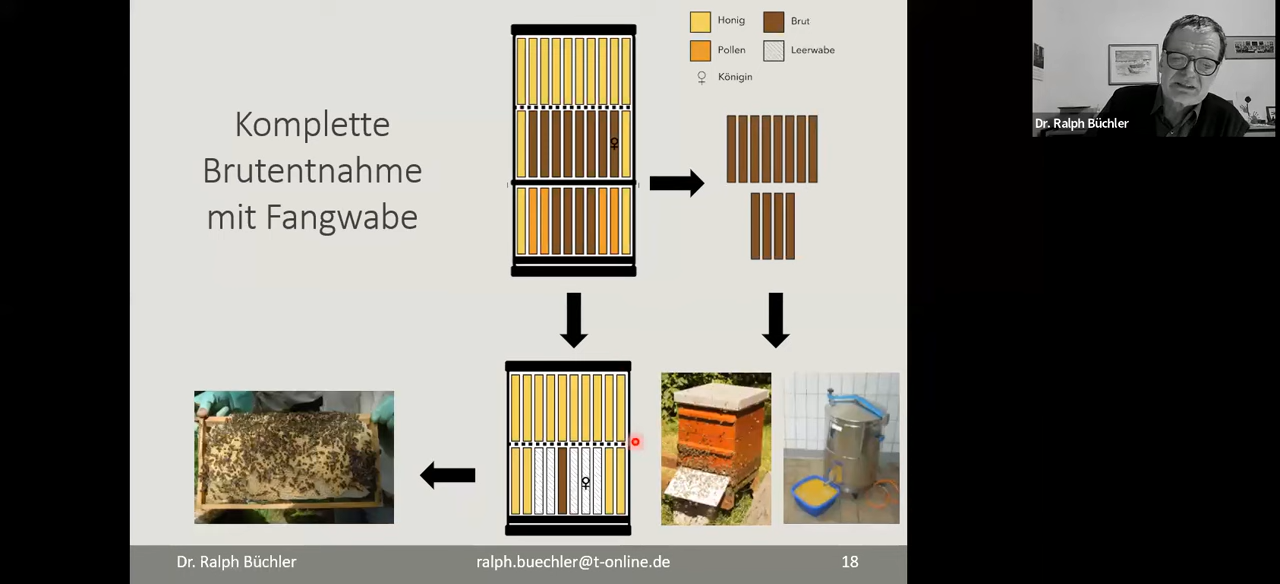 Komplette
Brutentnahme
mit Fangwabe
Honig
Brut
Pollen
Leerwabe
Königin
Dr. Ralph Büchler
Dr. Ralph Büchler
ralph.buechler@t-online.de
18